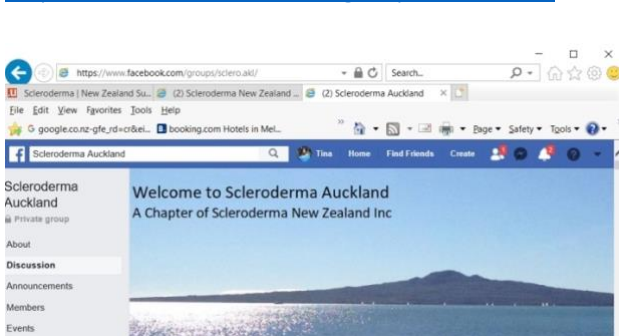 https://www.facebook.com/groups/sclero.akl/
Search...
Scleroderma | New Zealand Su...
(2) Scleroderma New Zealand ...
(2) Scleroderma Auckland
File Edit View Favorites Tools Help
G google.co.nz-gfe_rd=cr&ei...
booking.com Hotels in Mel...
Page Safety Tools
Scleroderma Auckland
Tina Home Find Friends Create
Scleroderma
Auckland
Private group
About
Discussion
Announcements
Members
Events
Welcome to Scleroderma Auckland
A Chapter of Scleroderma New Zealand Inc